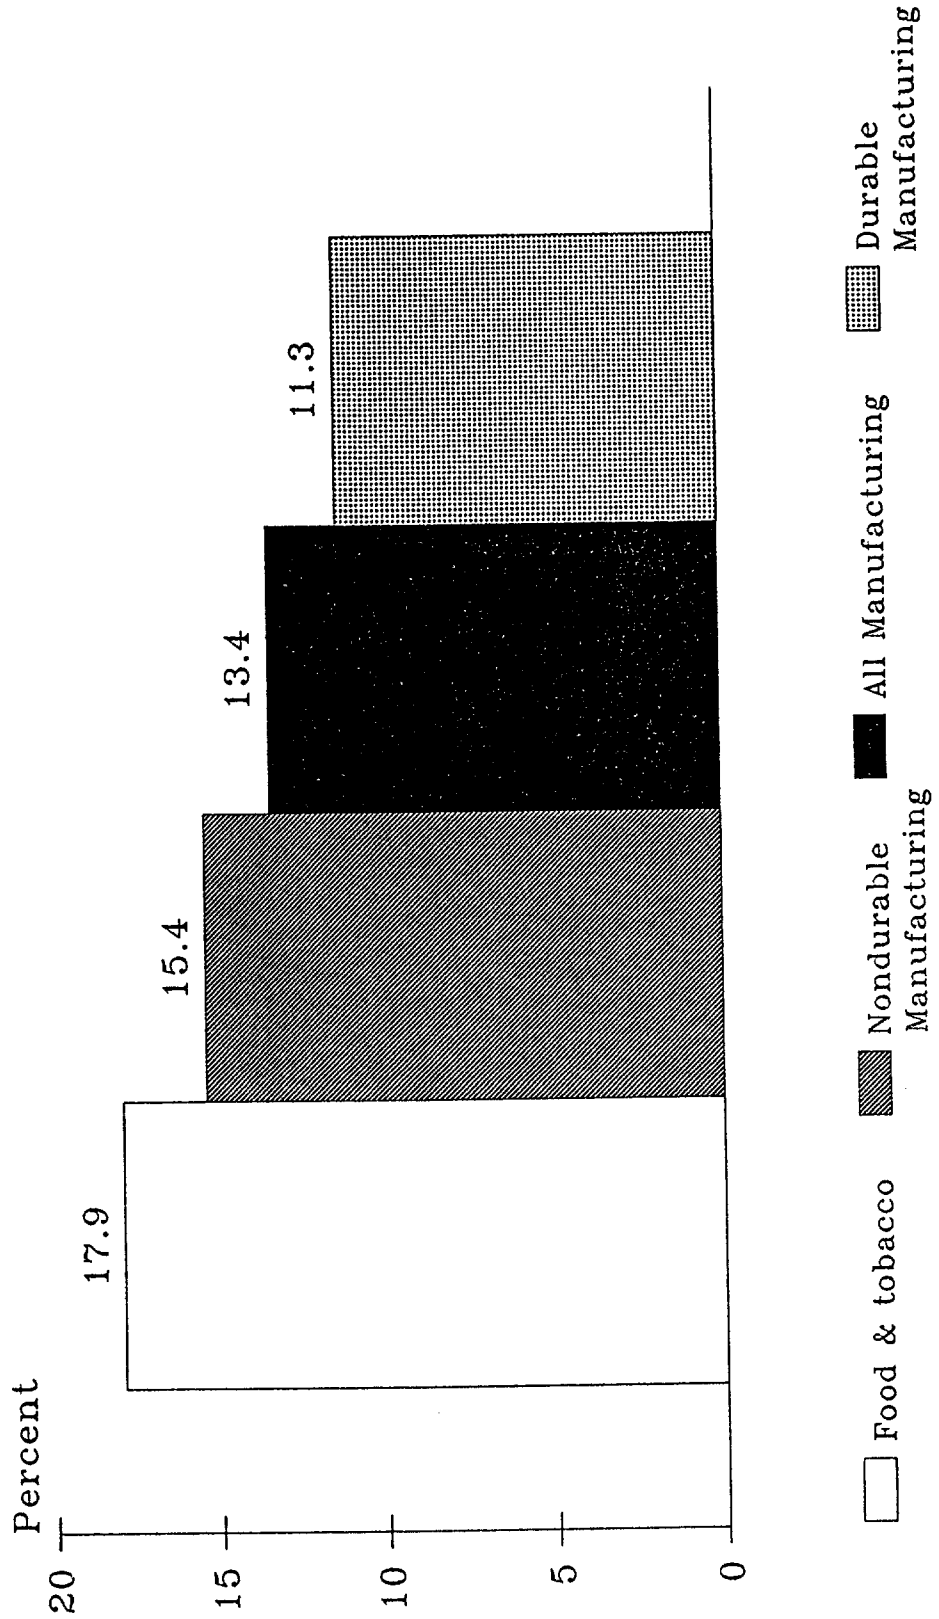 Percent
20
15
10
5
0
17.9
15.4
13.4
11.3
Food & tobacco
Nondurable
Manufacturing
All Manufacturing
Durable
Manufacturing